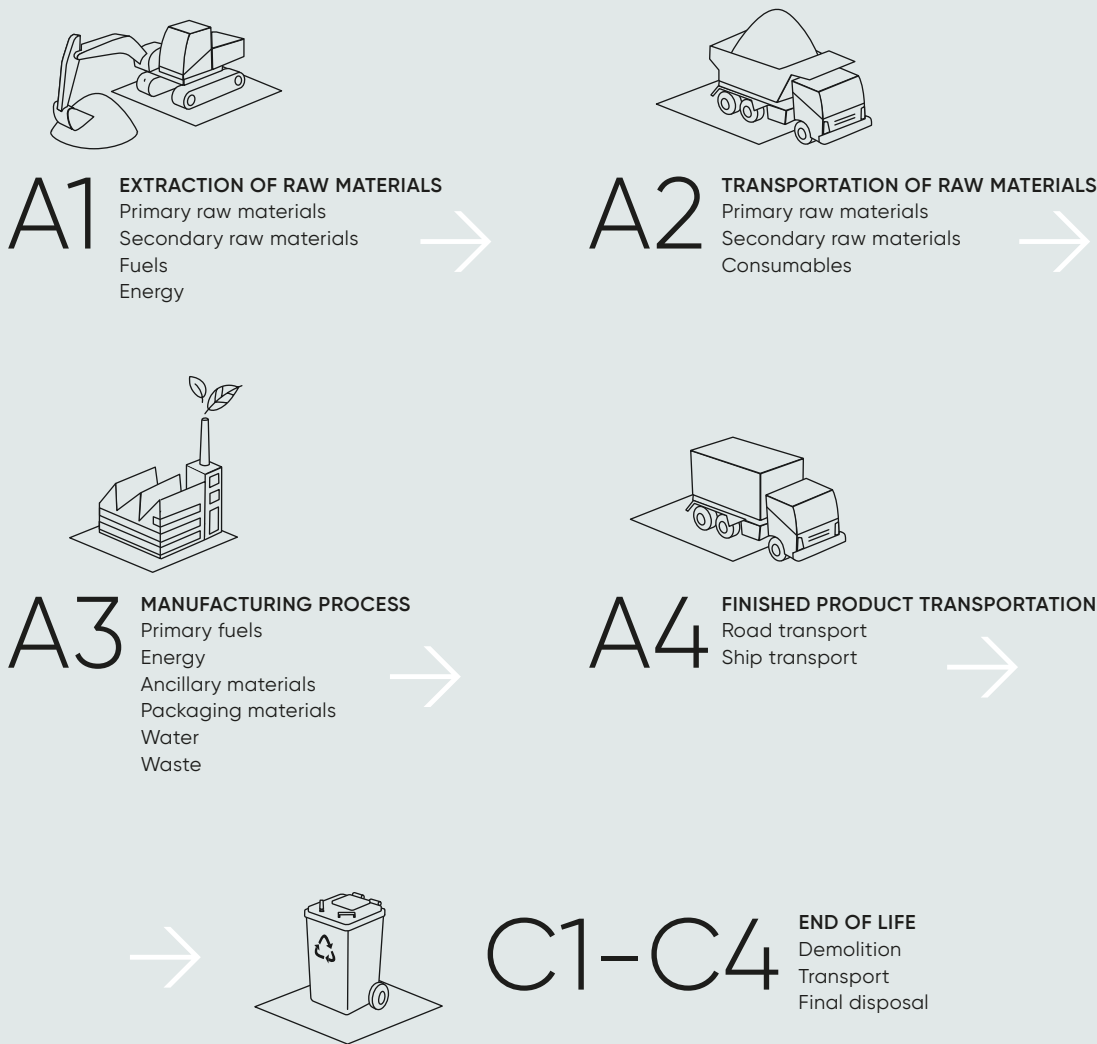 A1
EXTRACTION OF RAW MATERIALS
Primary raw materials
Secondary raw materials
Fuels
Energy
A2
TRANSPORTATION OF RAW MATERIALS
Primary raw materials
Secondary raw materials
Consumables
A3
MANUFACTURING PROCESS
Primary fuels
Energy
Ancillary materials
Packaging materials
Water
Waste
A4
FINISHED PRODUCT TRANSPORTATION
Road transport
Ship transport
C1–C4
END OF LIFE
Demolition
Transport
Final disposal